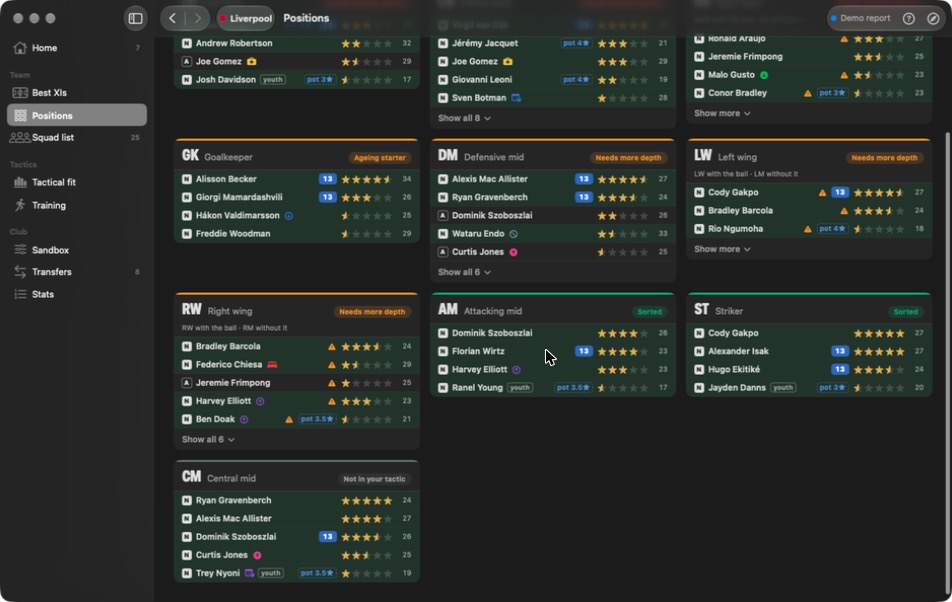 Liverpool
Positions
Demo report
Home 7
Team
Best XIs
Positions
Squad list 25
Tactics
Tactical fit
Training
Club
Sandbox
Transfers 8
Stats
N Andrew Robertson 32
A Joe Gomez 29
N Josh Davidson youth pot 3★ 17
Virgil van Dijk
N Jérémy Jacquet pot 4★ 21
N Joe Gomez 29
N Giovanni Leoni pot 4★ 19
N Sven Botman 28
Show all 8
N Ronald Araújo 27
N Jeremie Frimpong 25
N Malo Gusto 23
N Conor Bradley pot 3★ 23
Show more
GK Goalkeeper Ageing starter
N Alisson Becker 13 34
N Giorgi Mamardashvili 13 26
N Hákon Valdimarsson 25
N Freddie Woodman 29
DM Defensive mid Needs more depth
N Alexis Mac Allister 13 27
N Ryan Gravenberch 13 24
A Dominik Szoboszlai 26
N Wataru Endo 33
A Curtis Jones 25
Show all 6
LW Left wing Needs more depth
LW with the ball · LM without it
N Cody Gakpo 13 27
N Bradley Barcola 24
N Rio Ngumoha pot 4★ 18
Show more
RW Right wing Needs more depth
RW with the ball · RM without it
N Bradley Barcola 24
N Federico Chiesa 29
A Jeremie Frimpong 25
N Harvey Elliott 23
N Ben Doak pot 3.5★ 21
Show all 6
AM Attacking mid Sorted
N Dominik Szoboszlai 26
N Florian Wirtz 13 23
N Harvey Elliott 23
N Ranel Young youth pot 3.5★ 17
ST Striker Sorted
N Cody Gakpo 27
N Alexander Isak 13 27
N Hugo Ekitiké 13 24
N Jayden Danns youth pot 3★ 20
CM Central mid Not in your tactic
N Ryan Gravenberch 24
N Alexis Mac Allister 27
N Dominik Szoboszlai 13 26
N Curtis Jones 25
N Trey Nyoni youth pot 3.5★ 19